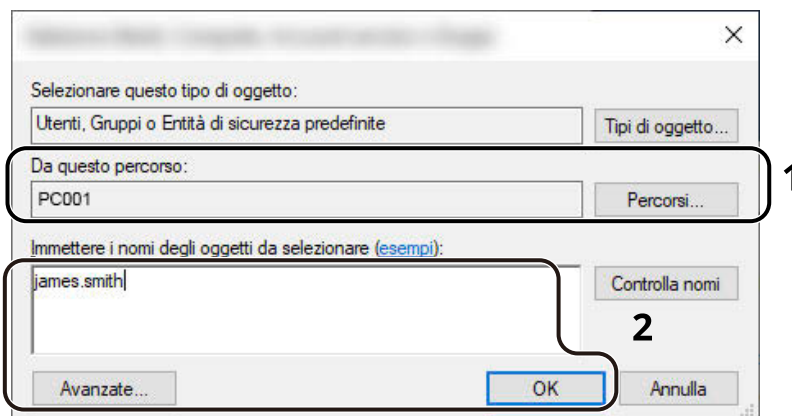 Selezionare questo tipo di oggetto:
Utenti, Gruppi o Entità di sicurezza predefinite
Tipi di oggetto...
Da questo percorso:
PC001
Percorsi...
1
Immettere i nomi degli oggetti da selezionare (esempi):
james.smith
Controlla nomi
2
Avanzate...
OK
Annulla